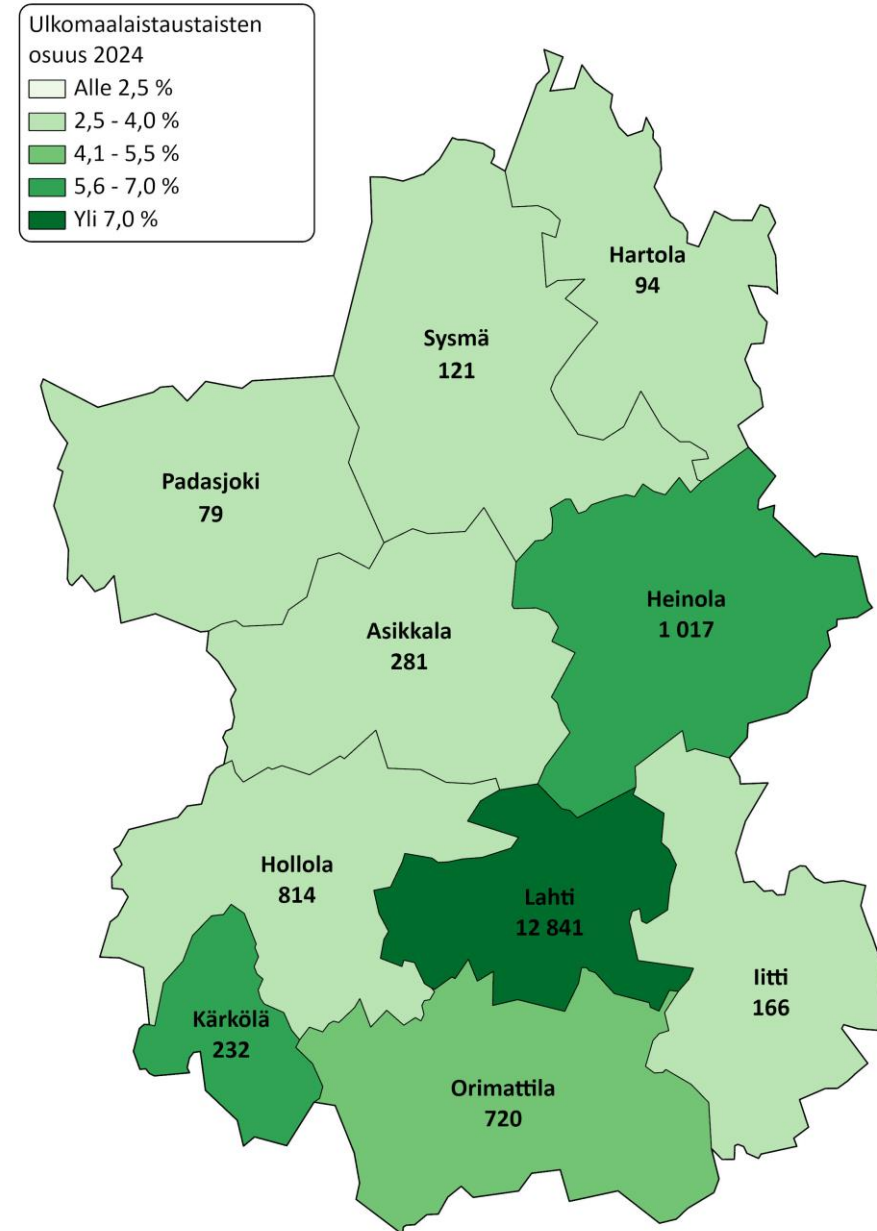 Ulkomaalaistaustaisten
osuus 2024
Alle 2,5 %
2,5 - 4,0 %
4,1 - 5,5 %
5,6 - 7,0 %
Yli 7,0 %
Hartola
94
Sysmä
121
Padasjoki
79
Heinola
1 017
Asikkala
281
Hollola
814
Lahti
12 841
Iitti
166
Kärkölä
232
Orimattila
720